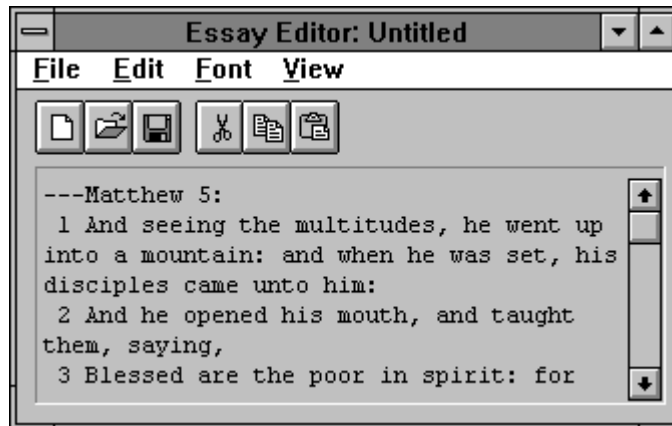 Essay Editor: Untitled
File Edit Font View
---Matthew 5:
1 And seeing the multitudes, he went up
into a mountain: and when he was set, his
disciples came unto him:
2 And he opened his mouth, and taught
them, saying,
3 Blessed are the poor in spirit: for